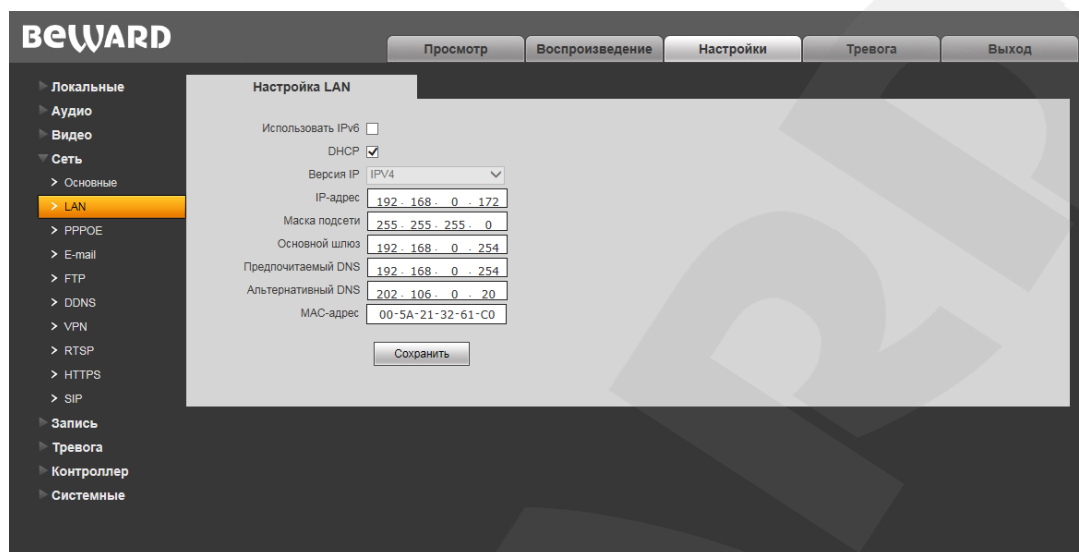 BEWARD
Просмотр
Воспроизведение
Настройки
Тревога
Выход
Локальные
Аудио
Видео
Сеть
> Основные
> LAN
> PPPOE
> E-mail
> FTP
> DDNS
> VPN
> RTSP
> HTTPS
> SIP
Запись
Тревога
Контроллер
Системные
Настройка LAN
Использовать IPv6
DHCP
Версия IP IPV4
IP-адрес 192 . 168 . 0 . 172
Маска подсети 255 . 255 . 255 . 0
Основной шлюз 192 . 168 . 0 . 254
Предпочитаемый DNS 192 . 168 . 0 . 254
Альтернативный DNS 202 . 106 . 0 . 20
MAC-адрес 00-5A-21-32-61-C0
Сохранить